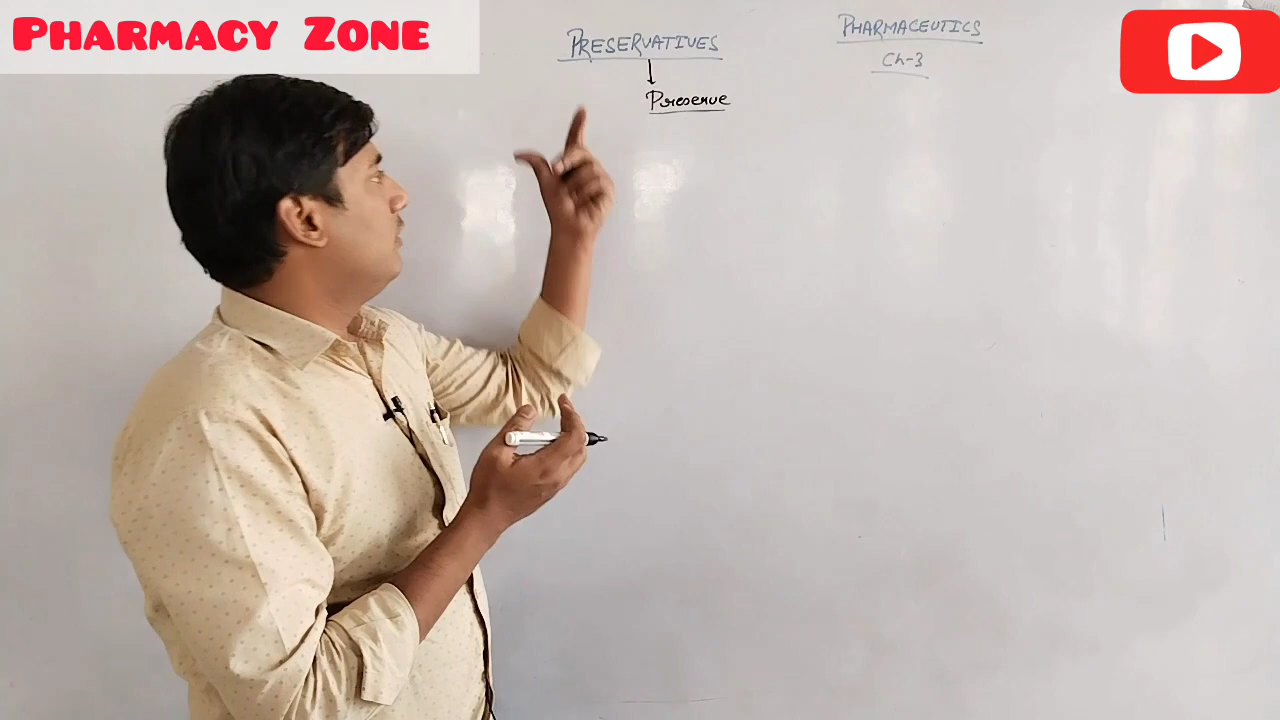 PHARMACY ZONE
PRESERVATIVES
Preserve
PHARMACEUTICS
Ch-3